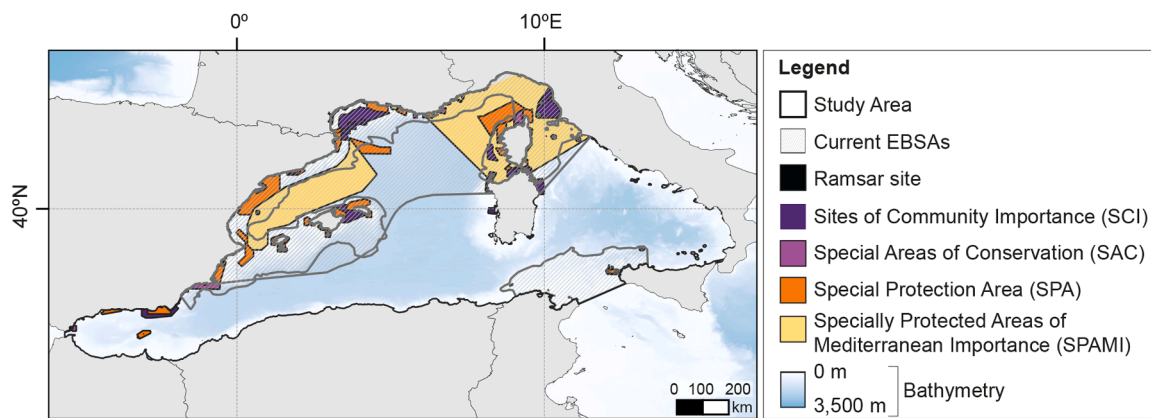 0º 10ºE
40ºN
0 100 200
km
Legend
Study Area
Current EBSAs
Ramsar site
Sites of Community Importance (SCI)
Special Areas of Conservation (SAC)
Special Protection Area (SPA)
Specially Protected Areas of
Mediterranean Importance (SPAMI)
0 m
3,500 m
Bathymetry